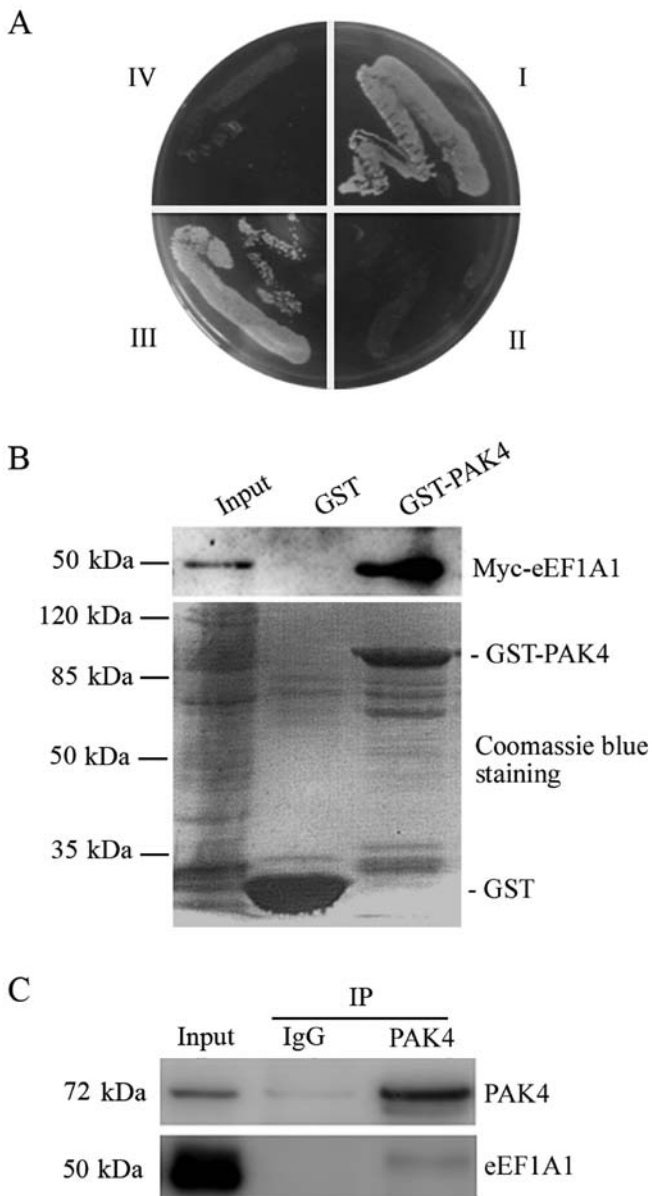 A
IV
I
III
II
B
Input GST GST-PAK4
50 kDa
Myc-eEF1A1
120 kDa
- GST-PAK4
85 kDa
50 kDa
Coomassie blue
staining
35 kDa
- GST
C
IP
Input IgG PAK4
72 kDa
PAK4
50 kDa
eEF1A1